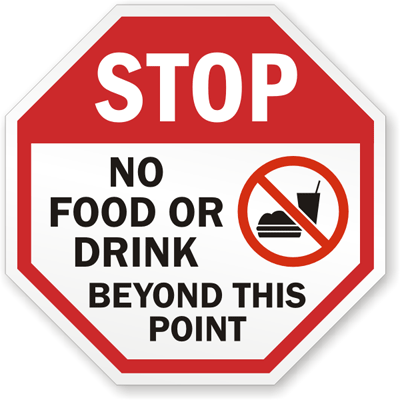 STOP
NO
FOOD OR
DRINK
BEYOND THIS
POINT